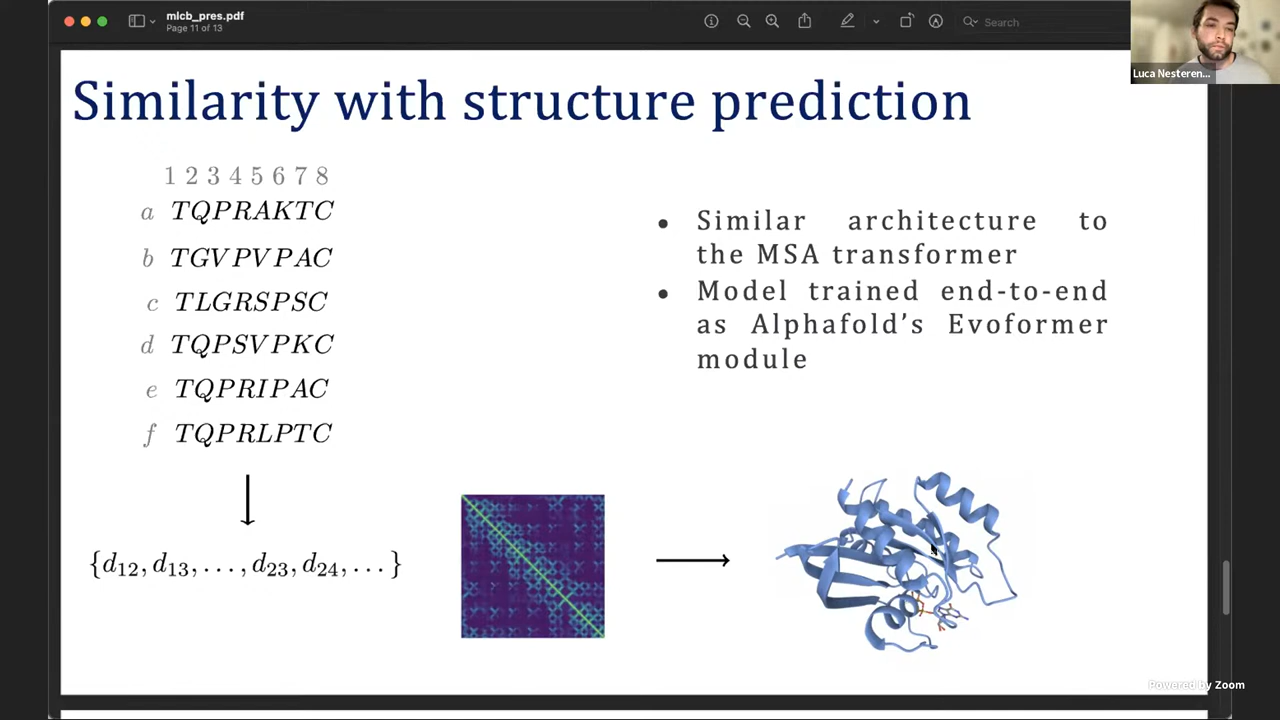 mlcb_pres.pdf
Page 11 of 13
Search
Luca Nesteren...
Similarity with structure prediction
1 2 3 4 5 6 7 8
a TQPRAKTC
b TGVPVPAC
c TLGRSPSC
d TQPSVPKC
e TQPRIPAC
f TQPRLPTC
{d12, d13, . . . , d23, d24, . . . }
• Similar architecture to
the MSA transformer
• Model trained end-to-end
as Alphafold's Evoformer
module
Powered by Zoom